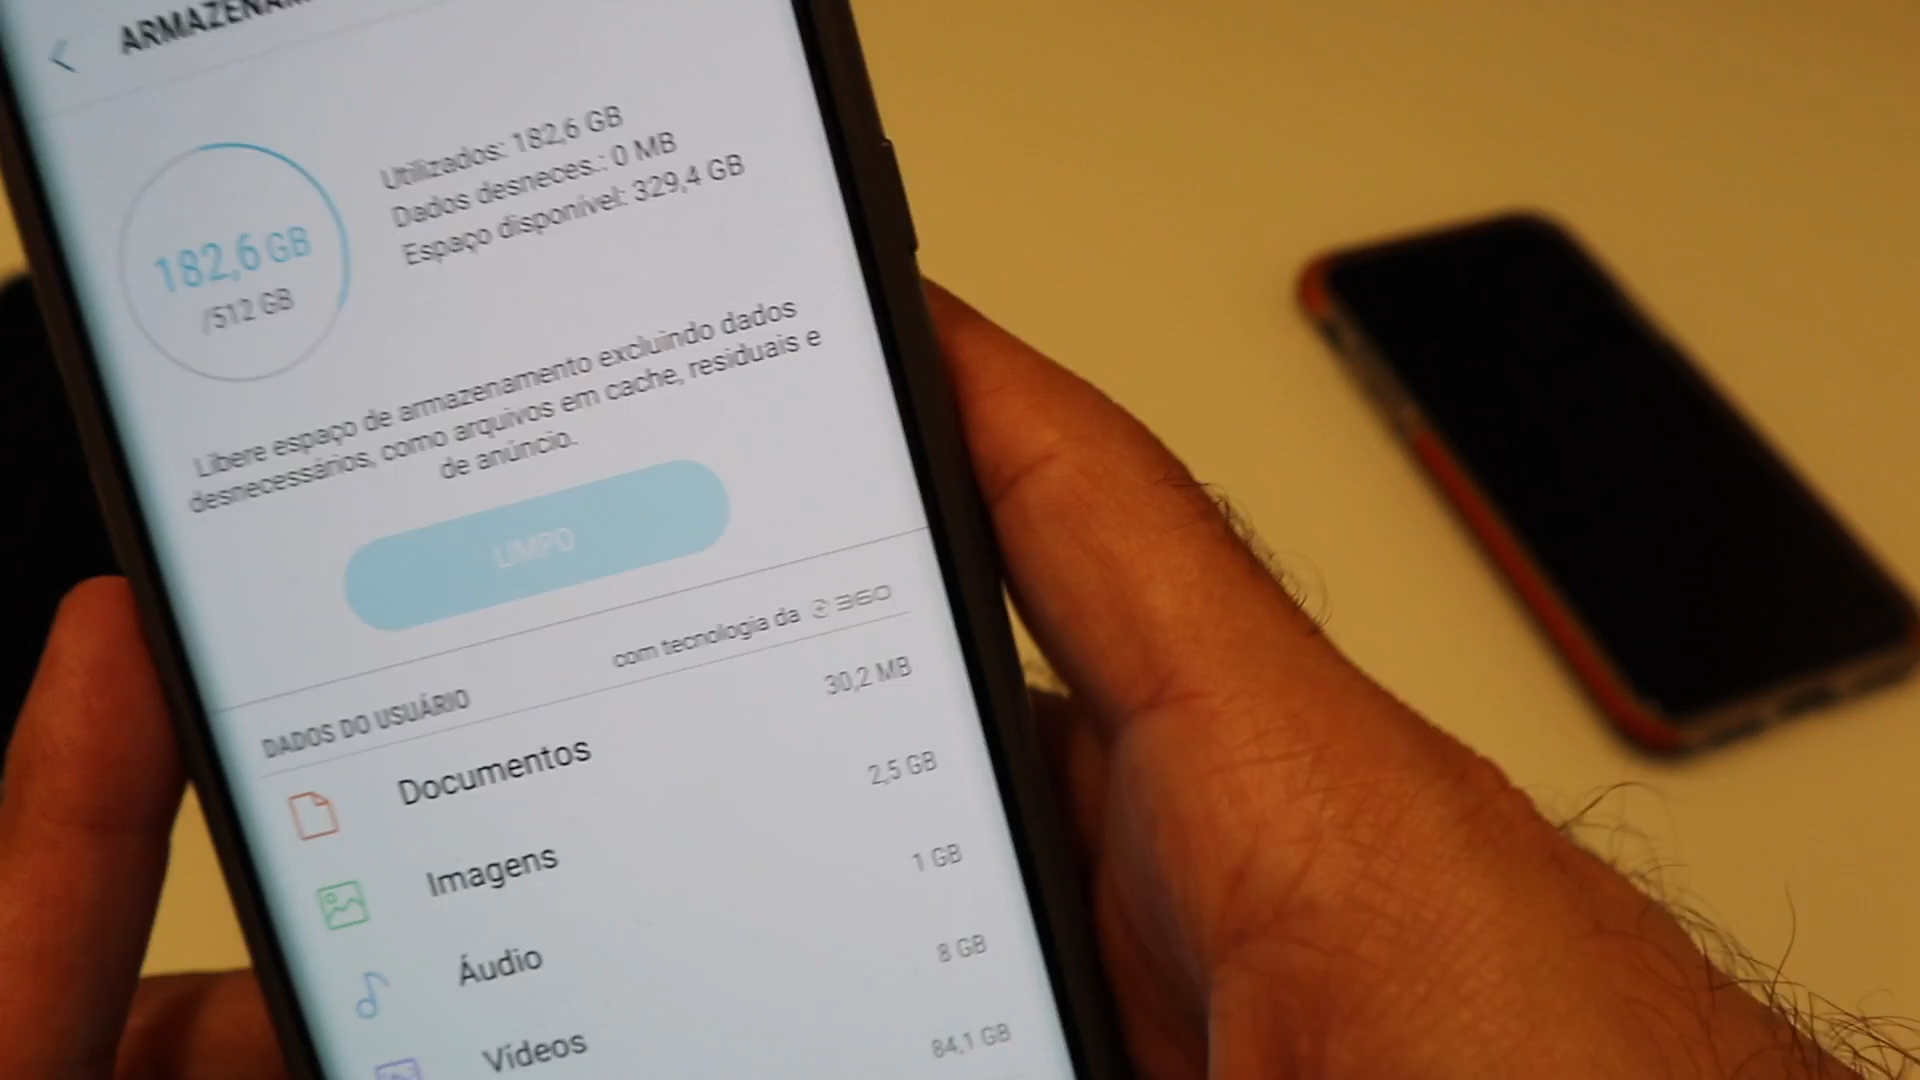 Utilizados: 182,6 GB
Dados desneces.: 0 MB
Espaço disponível: 329,4 GB
182,6 GB
/512 GB
Libere espaço de armazenamento excluindo dados
desnecessários, como arquivos em cache, residuais e
de anúncio.
LIMPO
com tecnologia da 360
DADOS DO USUÁRIO
Documentos 30,2 MB
Imagens 2,5 GB
Áudio 1 GB
Vídeos 8 GB
84,1 GB